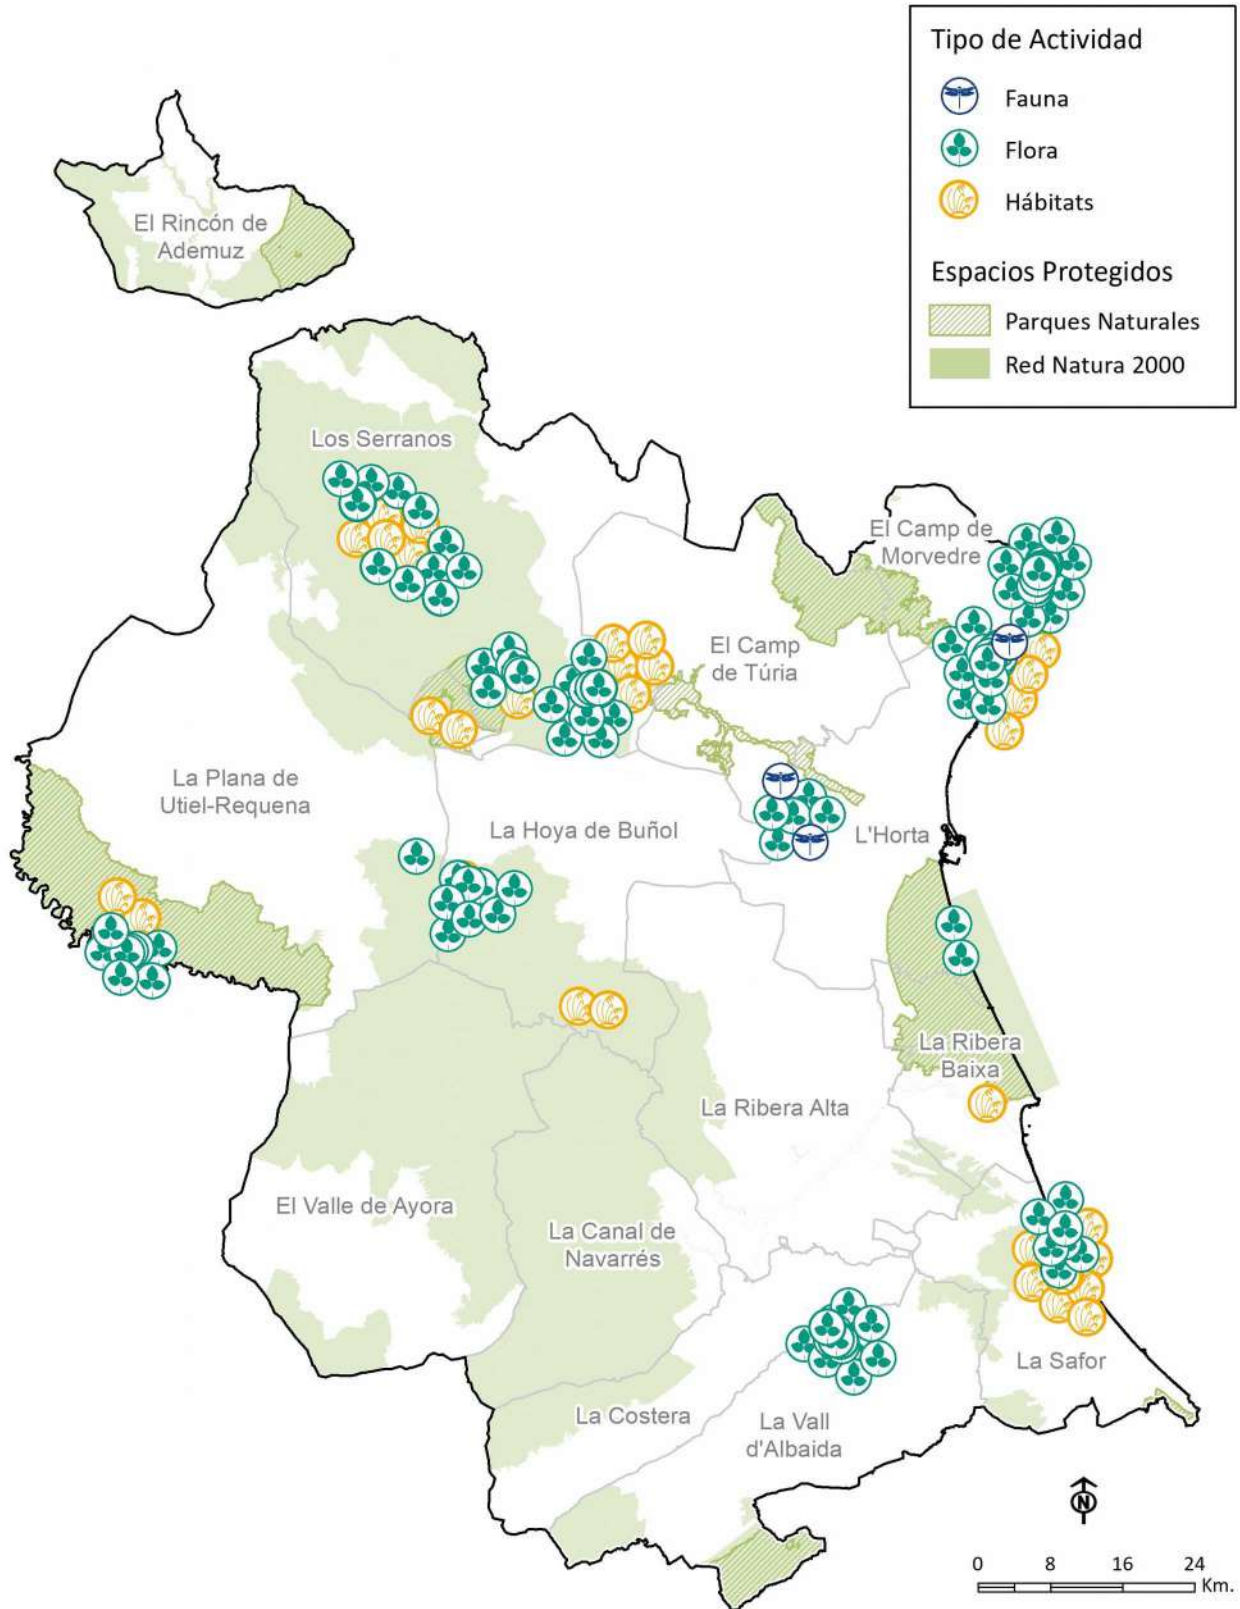 Tipo de Actividad
Fauna
Flora
Hábitats
Espacios Protegidos
Parques Naturales
Red Natura 2000
El Rincón de
Ademuz
Los Serranos
El Camp de
Morvedre
El Camp
de Túria
La Plana de
Utiel-Requena
La Hoya de Buñol
L'Horta
La Ribera
Baixa
La Ribera Alta
El Valle de Ayora
La Canal de
Navarrés
La Safor
La Costera
La Vall
d'Albaida
N
0 8 16 24
Km.